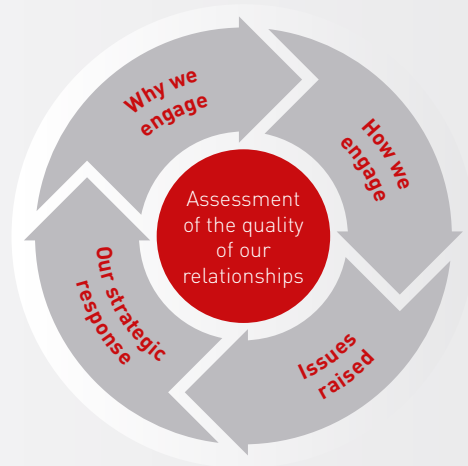 Why we
engage
How we
engage
Issues
raised
Our strategic
response
Assessment
of the quality
of our
relationships